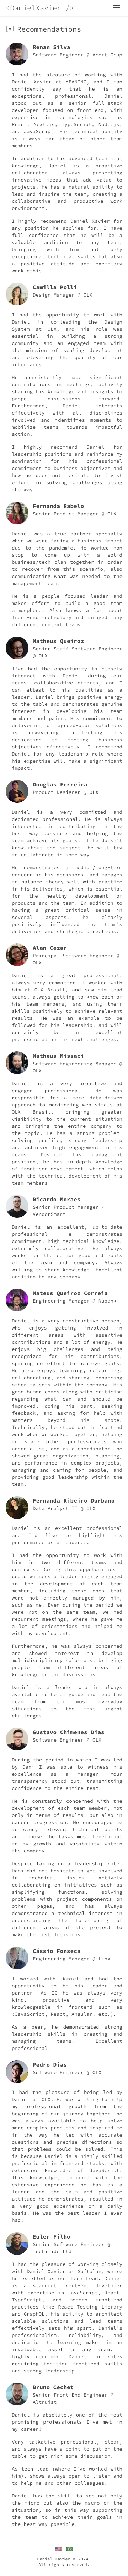 <DanielXavier />
Recommendations
Renan Silva
Software Engineer @ Acert Grup
I had the pleasure of working with
Daniel Xavier at MEANING, and I can
confidently say that he is an
exceptional professional. Daniel
stood out as a senior full-stack
developer focused on front-end, with
expertise in technologies such as
React, Next.js, TypeScript, Node.js,
and JavaScript. His technical ability
is always far ahead of other team
members.
In addition to his advanced technical
knowledge, Daniel is a proactive
collaborator, always presenting
innovative ideas that add value to
projects. He has a natural ability to
lead and inspire the team, creating a
collaborative and productive work
environment.
I highly recommend Daniel Xavier for
any position he applies for. I have
full confidence that he will be a
valuable addition to any team,
bringing with him not only
exceptional technical skills but also
a positive attitude and exemplary
work ethic.
Camilla Polli
Design Manager @ OLX
I had the opportunity to work with
Daniel in co-leading the Design
System at OLX, and his role was
essential in building a strong
community and an engaged team with
the mission of scaling development
and elevating the quality of our
interfaces.
He consistently made significant
contributions in meetings, actively
sharing his knowledge and insights to
propel discussions forward.
Furthermore, Daniel interacts
effectively with all disciplines
involved and identifies moments to
mobilize teams towards impactful
action.
I highly recommend Daniel for
leadership positions and reinforce my
admiration for his professional
commitment to business objectives and
how he does not hesitate to invest
effort in solving challenges along
the way.
Fernanda Rabelo
Senior Product Manager @ OLX
Daniel was a true partner specially
when we were facing a business impact
due to the pandemic. He worked non
stop to come up with a solid
business/tech plan together in order
to recover from this scenario, also
communicating what was needed to the
management team.
He is a people focused leader and
makes effort to build a good team
atmosphere. Also knows a lot about
front-end technology and managed many
different context teams.
Matheus Queiroz
Senior Staff Software Engineer
@ OLX
I've had the opportunity to closely
interact with Daniel during our
teams' collaborative efforts, and I
can attest to his qualities as a
leader. Daniel brings positive energy
to the table and demonstrates genuine
interest in developing his team
members and pairs. His commitment to
delivering on agreed-upon solutions
is unwavering, reflecting his
dedication to meeting business
objectives effectively. I recommend
Daniel for any leadership role where
his expertise will make a significant
impact.
Douglas Ferreira
Product Designer @ OLX
Daniel is a very committed and
dedicated professional. He is always
interested in contributing in the
best way possible and helping the
team achieve its goals. If he doesn't
know about the subject, he will try
to collaborate in some way.
He demonstrates a medium/long-term
concern in his decisions, and manages
to balance theory well with practice
in his deliveries, which is essential
for the healthy development of
products and the team. In addition to
having a great critical sense in
several aspects, he clearly
positively influenced the team's
deliveries and strategic directions.
Alan Cezar
Principal Software Engineer @
OLX
Daniel is a great professional,
always very committed. I worked with
him at OLX Brasil, and saw him lead
teams, always getting to know each of
his team members, and using their
skills positively to achieve relevant
results. He was an example to be
followed for his leadership, and will
certainly be an excellent
professional in his next challenges.
Matheus Missaci
Software Engineering Manager @
OLX
Daniel is a very proactive and
engaged professional. He was
responsible for a more data-driven
approach to monitoring web vitals at
OLX Brasil, bringing greater
visibility to the current situation
and bringing the entire company to
the topic. He has a strong problem-
solving profile, strong leadership
and achieves high engagement in his
teams. Despite his management
position, he has in-depth knowledge
of front-end development, which helps
with the technical development of his
team members.
Ricardo Moraes
Senior Product Manager @
VendorSmart
Daniel is an excellent, up-to-date
professional. He demonstrates
commitment, high technical knowledge,
extremely collaborative. He always
works for the common good and goals
of the team and company. Always
willing to share knowledge. Excellent
addition to any company.
Mateus Queiroz Correia
Engineering Manager @ Nubank
Daniel is a very constructive person,
who enjoys getting involved in
different areas with assertive
contributions and a lot of energy. He
enjoys big challenges and being
recognized for his contributions,
sparing no effort to achieve goals.
He also enjoys learning, relearning,
collaborating, and sharing, enhancing
other talents within the company. His
good humor comes along with criticism
regarding what can and should be
improved, doing his part, seeking
feedback, and always being for help
with matters beyond his scope.
Technically, he stood out in frontend
work when we worked together, helping
to shape other professionals who
added a lot, and as a coordinator, he
showed great organization, planning,
and performance in complex projects,
managing and caring for people, and
providing good leadership within the
team.
Fernanda Ribeiro Durbano
Data Analyst II @ OLX
Daniel is an excellent professional
and I'd like to highlight his
performance as a leader...
I had the opportunity to work with
him in two different teams and
contexts. During this opportunities I
could witness a leader highly engaged
in the development of each team
member, including those ones that
were not directly managed by him,
such as me. Even during the period we
were not on the same team, we had
recurrent meetings, where he gave me
a lot of orientations and helped me
with my development.
Furthermore, he was always concerned
and showed interest in develop
multidisciplinary solutions, bringing
people from different areas of
knowledge to the discussions.
Daniel is a leader who is always
available to help, guide and lead the
team from the most everyday
situations to the most urgent
challenges.
Gustavo Chimenes Dias
Software Engineer @ OLX
During the period in which I was led
by Dani I was able to witness his
excellence as a manager. Your
transparency stood out, transmitting
confidence to the entire team!
He is constantly concerned with the
development of each team member, not
only in terms of results, but also in
career progression. He encouraged me
to study relevant technical points
and choose the tasks most beneficial
to my growth and visibility within
the company.
Despite taking on a leadership role,
Dani did not hesitate to get involved
in technical issues. Actively
collaborating on initiatives such as
simplifying functions, solving
problems with project components and
other pages, and has always
demonstrated a technical interest in
understanding the functioning of
different areas of the project to
make the best decisions.
Cássio Fonseca
Engineering Manager @ Linx
I worked with Daniel and had the
opportunity to be his leader and
partner. As IC he was always very
kind, proactive and very
knowledgeable in frontend such as
(JavaScript, React, Angular, etc.).
As a peer, he demonstrated strong
leadership skills in creating and
managing teams. Excellent
professional.
Pedro Dias
Software Engineer @ OLX
I had the pleasure of being led by
Daniel at OLX. He was willing to help
my professional growth from the
beginning of our journey together, he
was always available to help solve
more complex problems and inspired me
in the way he led with accurate
questions and precise directions so
that problems could be solved. This
is because Daniel is a highly skilled
professional in frontend stacks, with
extensive knowledge of JavaScript.
This knowledge, combined with the
extensive experience he has as a
leader and the calm and positive
attitude he demonstrates, resulted in
a very good experience on a daily
basis. He was the best leader I ever
had.
Euler Filho
Senior Software Engineer @
Techifide Ltd
I had the pleasure of working closely
with Daniel Xavier at Softplan, where
he excelled as our Tech Lead. Daniel
is a standout front-end developer
with expertise in JavaScript, React,
TypeScript, and modern front-end
practices like React Testing Library
and GraphQL. His ability to architect
scalable solutions and lead teams
effectively sets him apart. Daniel's
professionalism, reliability, and
dedication to learning make him an
invaluable asset to any team. I
highly recommend Daniel for roles
requiring top-tier front-end skills
and strong leadership.
Bruno Cechet
Senior Front-End Engineer @
Altruist
Daniel is absolutely one of the most
promising professionals I've met in
my career!
Very talkative professional, clear,
and always have a point to put on the
table to get rich some discussion.
As tech lead (where I've worked with
him), shows always open to listen and
to help me and other colleagues.
Daniel has the skill to see not only
the micro but also the macro of the
situation, so in this way supporting
the team to achieve their goals in
the best way possible!
Daniel Xavier © 2024.
All rights reserved.